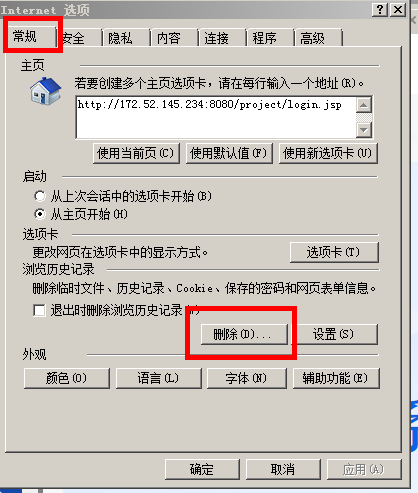 Internet 选项
常规 安全 隐私 内容 连接 程序 高级
主页
若要创建多个主页选项卡，请在每行输入一个地址(R)。
http://172.52.145.234:8080/project/login.jsp
使用当前页(C) 使用默认值(F) 使用新选项卡(U)
启动
从上次会话中的选项卡开始(B)
从主页开始(H)
选项卡
更改网页在选项卡中的显示方式。 选项卡(T)
浏览历史记录
删除临时文件、历史记录、Cookie、保存的密码和网页表单信息。
退出时删除浏览历史记录
删除(D)... 设置(S)
外观
颜色(O) 语言(L) 字体(N) 辅助功能(E)
确定 取消 应用(A)